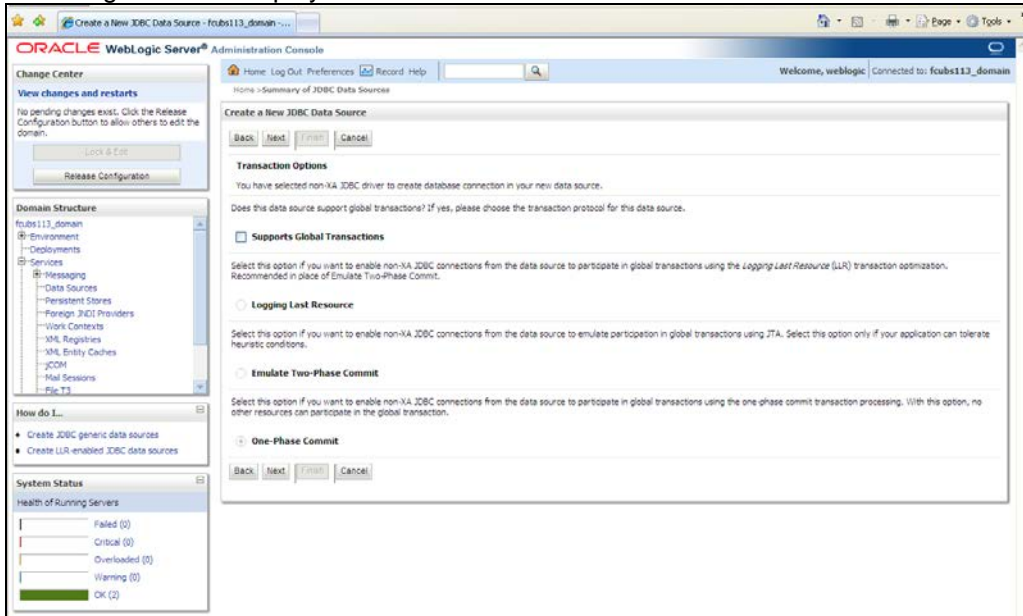 Create a New JDBC Data Source - fcubs113_domain -...
Page
Tools
ORACLE WebLogic Server® Administration Console
Change Center
View changes and restarts
No pending changes exist. Click the Release
Configuration button to allow others to edit the
domain.
Lock & Edit
Release Configuration
Domain Structure
fcubs113_domain
Environment
Deployments
Services
Messaging
Data Sources
Persistent Stores
Foreign JNDI Providers
Work Contexts
XML Registries
XML Entity Caches
jCOM
Mail Sessions
File T3
How do I...
Create JDBC generic data sources
Create LLR-enabled JDBC data sources
System Status
Health of Running Servers
Failed (0)
Critical (0)
Overloaded (0)
Warning (0)
OK (2)
Home Log Out Preferences Record Help
Welcome, weblogic Connected to: fcubs113_domain
Home >Summary of JDBC Data Sources
Create a New JDBC Data Source
Back Next Finish Cancel
Transaction Options
You have selected non-XA JDBC driver to create database connection in your new data source.
Does this data source support global transactions? If yes, please choose the transaction protocol for this data source.
Supports Global Transactions
Select this option if you want to enable non-XA JDBC connections from the data source to participate in global transactions using the Logging Last Resource (LLR) transaction optimization.
Recommended in place of Emulate Two-Phase Commit.
Logging Last Resource
Select this option if you want to enable non-XA JDBC connections from the data source to emulate participation in global transactions using JTA. Select this option only if your application can tolerate
heuristic conditions.
Emulate Two-Phase Commit
Select this option if you want to enable non-XA JDBC connections from the data source to participate in global transactions using the one-phase commit transaction processing. With this option, no
other resources can participate in the global transaction.
One-Phase Commit
Back Next Finish Cancel